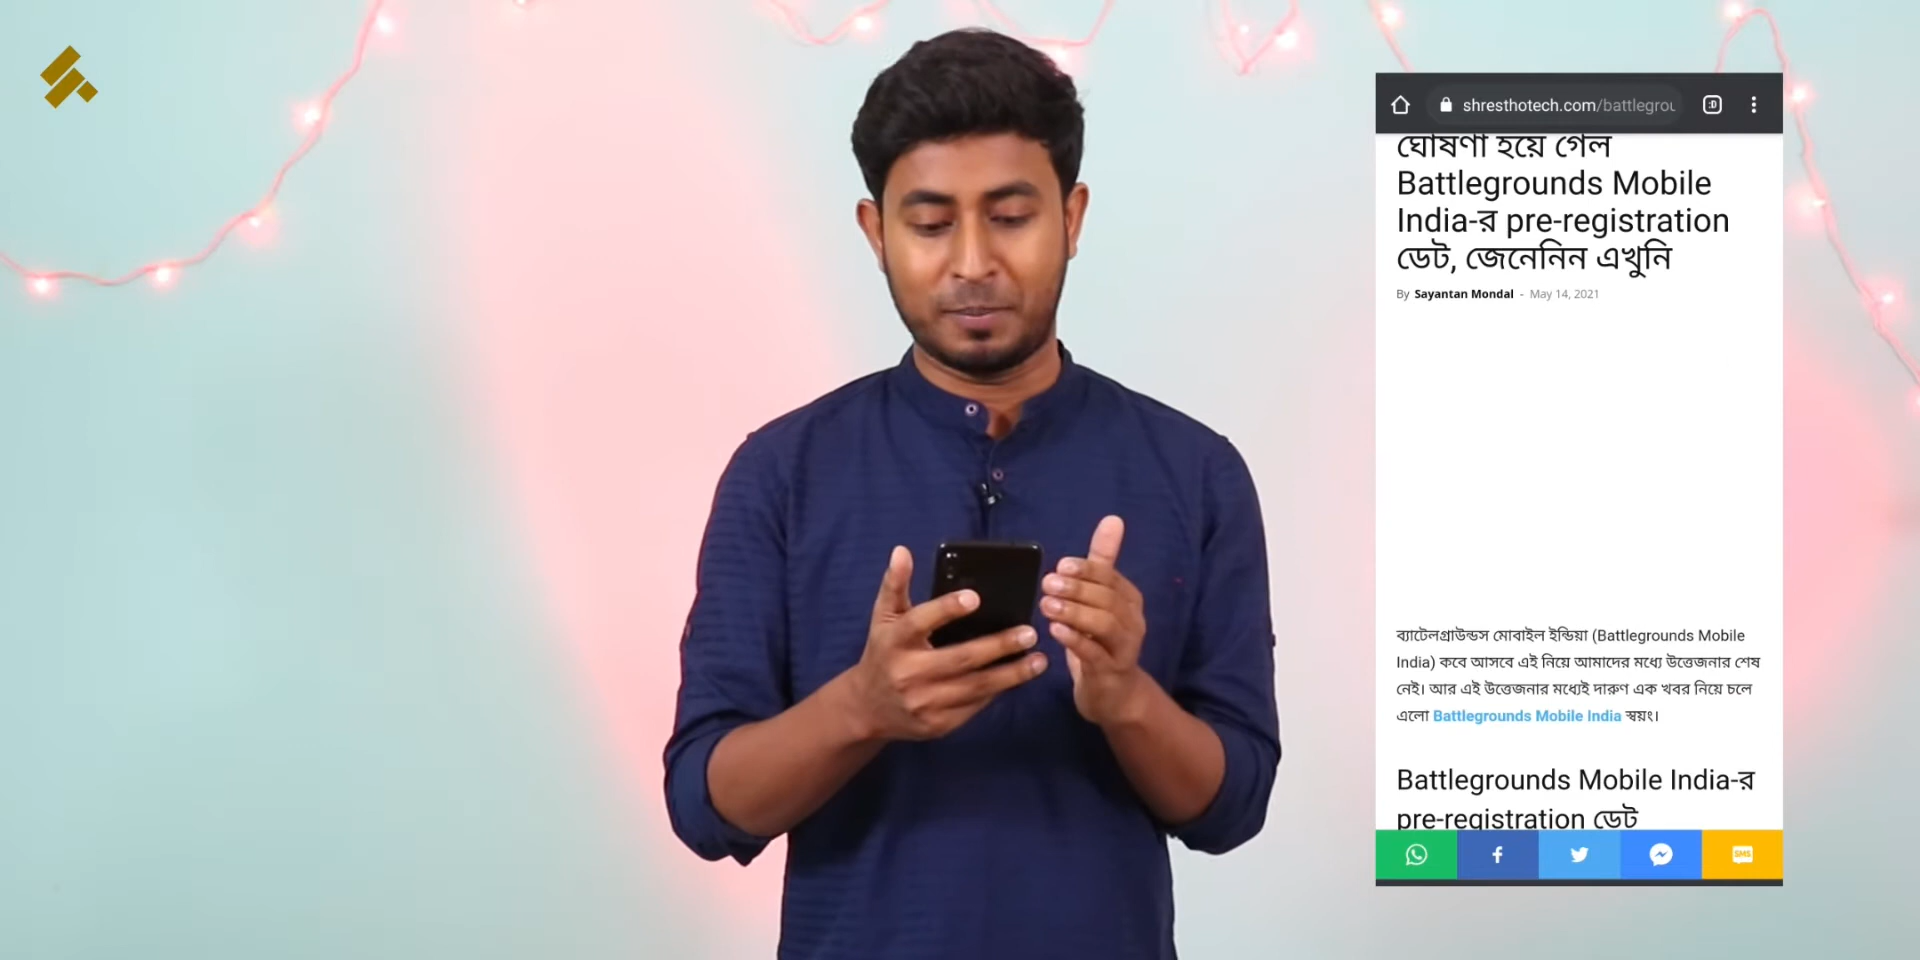 shresthotech.com/battlegrou
ঘোষণা হয়ে গেল
Battlegrounds Mobile
India-র pre-registration
ডেট, জেনেনিন এখুনি
By Sayantan Mondal - May 14, 2021
ব্যাটেলগ্রাউন্ডস মোবাইল ইন্ডিয়া (Battlegrounds Mobile
India) কবে আসবে এই নিয়ে আমাদের মধ্যে উত্তেজনার শেষ
নেই। আর এই উত্তেজনার মধ্যেই দারুণ এক খবর নিয়ে চলে
এলো Battlegrounds Mobile India স্বয়ং।
Battlegrounds Mobile India-র
pre-registration ডেট
SMS